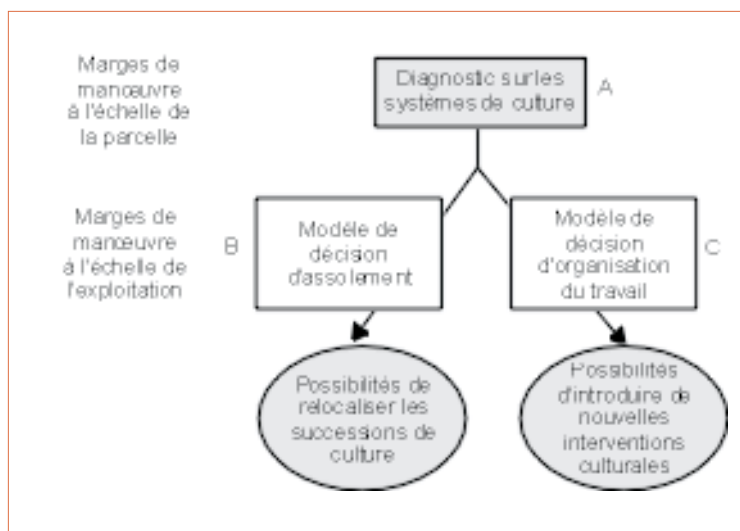 Marges de
manœuvre
à l'échelle de
la parcelle
Diagnostic sur les
systèmes de culture
A
Marges de
manœuvre
à l'échelle de
l'exploitation
B
Modèle de
décision
d'assolement
Modèle de
décision
d'organisation
du travail
C
Possibilités de
relocaliser les
successions de
culture
Possibilités
d'introduire de
nouvelles
interventions
culturales